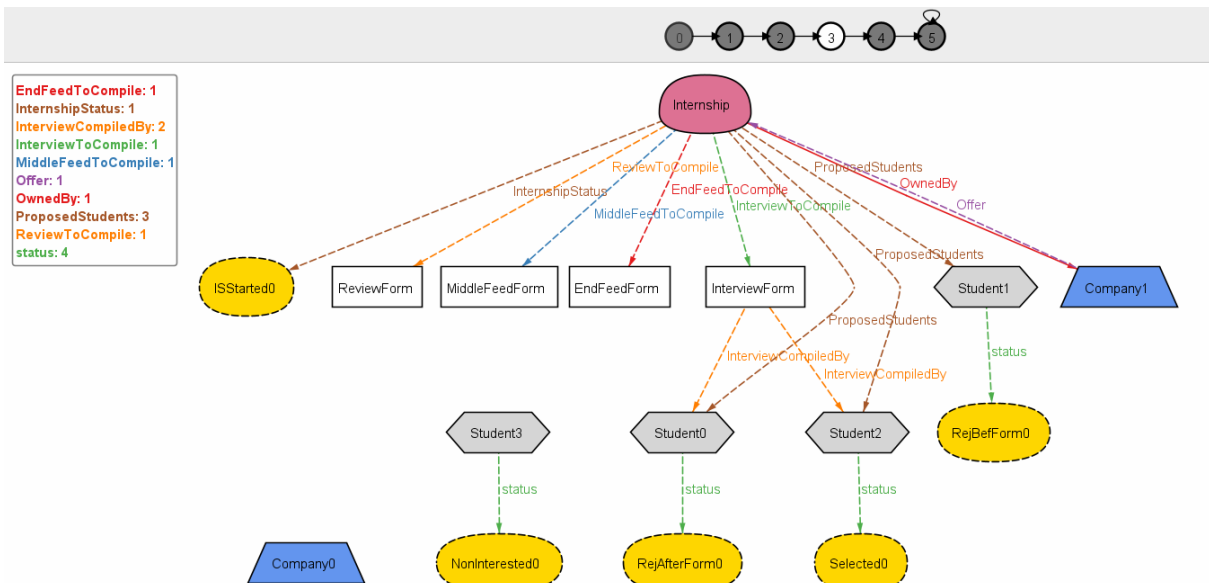 0
1
2
3
4
5
EndFeedToCompile: 1
InternshipStatus: 1
InterviewCompiledBy: 2
InterviewToCompile: 1
MiddleFeedToCompile: 1
Offer: 1
OwnedBy: 1
ProposedStudents: 3
ReviewToCompile: 1
status: 4
Internship
ReviewToCompile
ProposedStudents
InternshipStatus
EndFeedToCompile
OwnedBy
MiddleFeedToCompile
InterviewToCompile
Offer
ProposedStudents
ISStarted0
ReviewForm
MiddleFeedForm
EndFeedForm
InterviewForm
Student1
Company1
ProposedStudents
InterviewCompiledBy
status
InterviewCompiledBy
Student3
Student0
Student2
RejBefForm0
status
status
status
Company0
NonInterested0
RejAfterForm0
Selected0